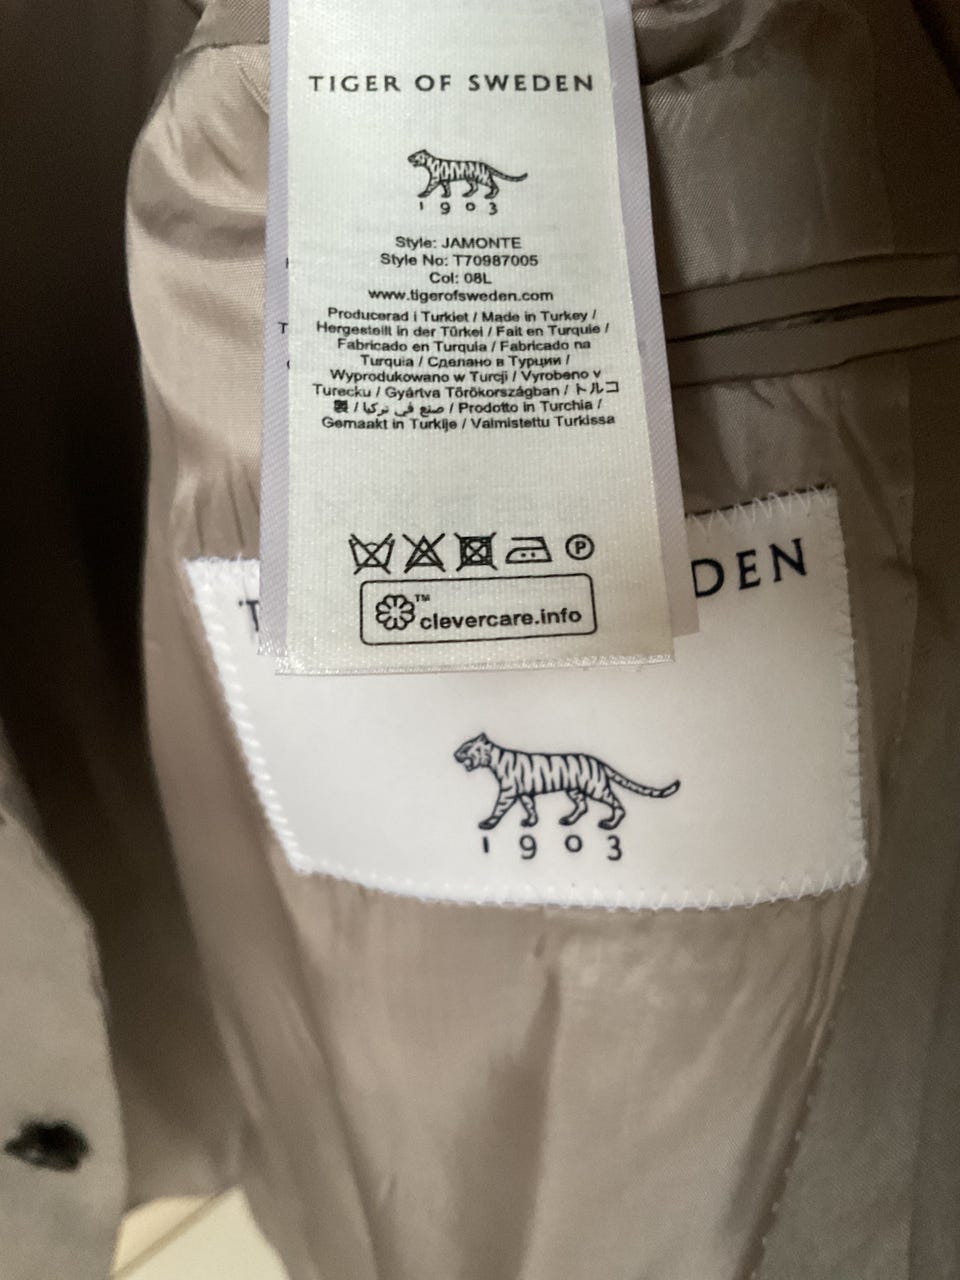 TIGER OF SWEDEN
1903
Style: JAMONTE
Style No: T70987005
Col: 08L
www.tigerofsweden.com
Producerad i Turkiet / Made in Turkey /
Hergestellt in der Türkei / Fait en Turquie /
Fabricado en Turquia / Fabricado na
Turquia / Сделано в Турции /
Wyprodukowano w Turcji / Vyrobeno v
Turecku / Gyártva Törökországban / トルコ
製 / صنع في تركيا / Prodotto in Turchia /
Gemaakt in Turkije / Valmistettu Turkissa
P
TM
clevercare.info
T DEN
1903